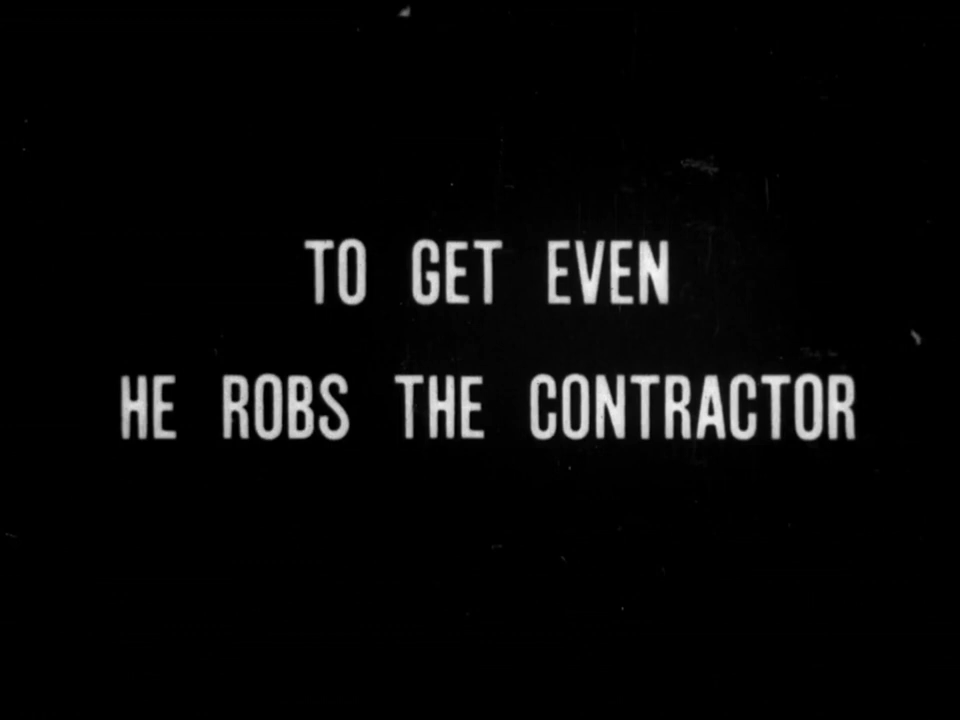 TO GET EVEN
HE ROBS THE CONTRACTOR